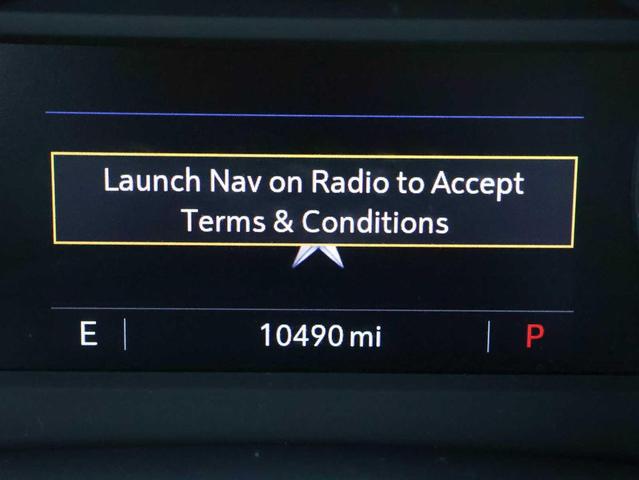 Launch Nav on Radio to Accept
Terms & Conditions
E 10490 mi P